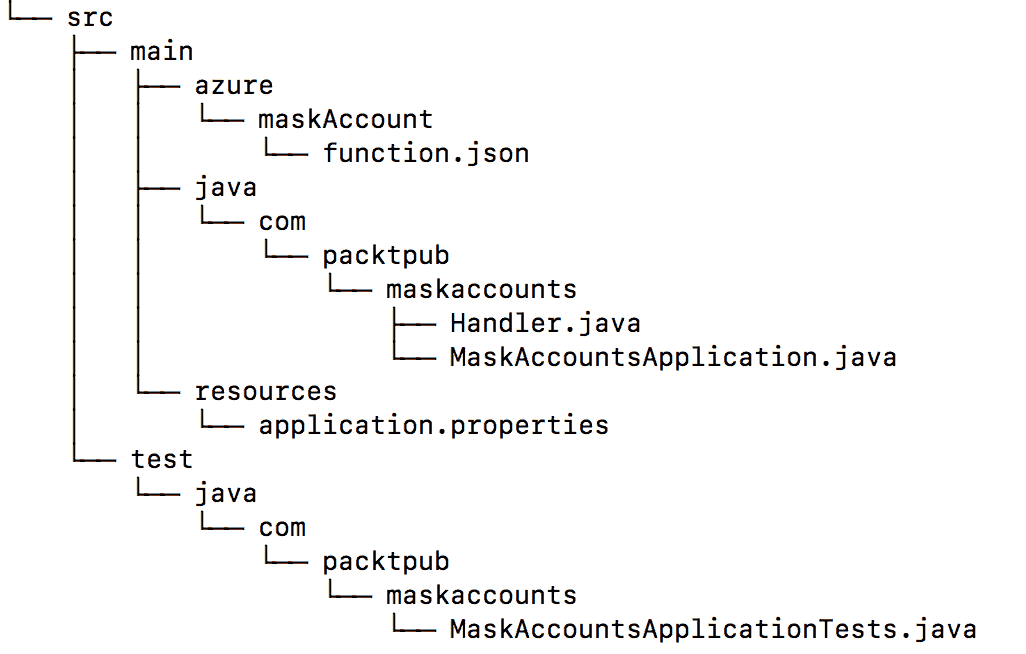 └── src
    ├── main
    │   ├── azure
    │   │   └── maskAccount
    │   │       └── function.json
    │   ├── java
    │   │   └── com
    │   │       └── packtpub
    │   │           └── maskaccounts
    │   │               ├── Handler.java
    │   │               └── MaskAccountsApplication.java
    │   └── resources
    │       └── application.properties
    └── test
        └── java
            └── com
                └── packtpub
                    └── maskaccounts
                        └── MaskAccountsApplicationTests.java